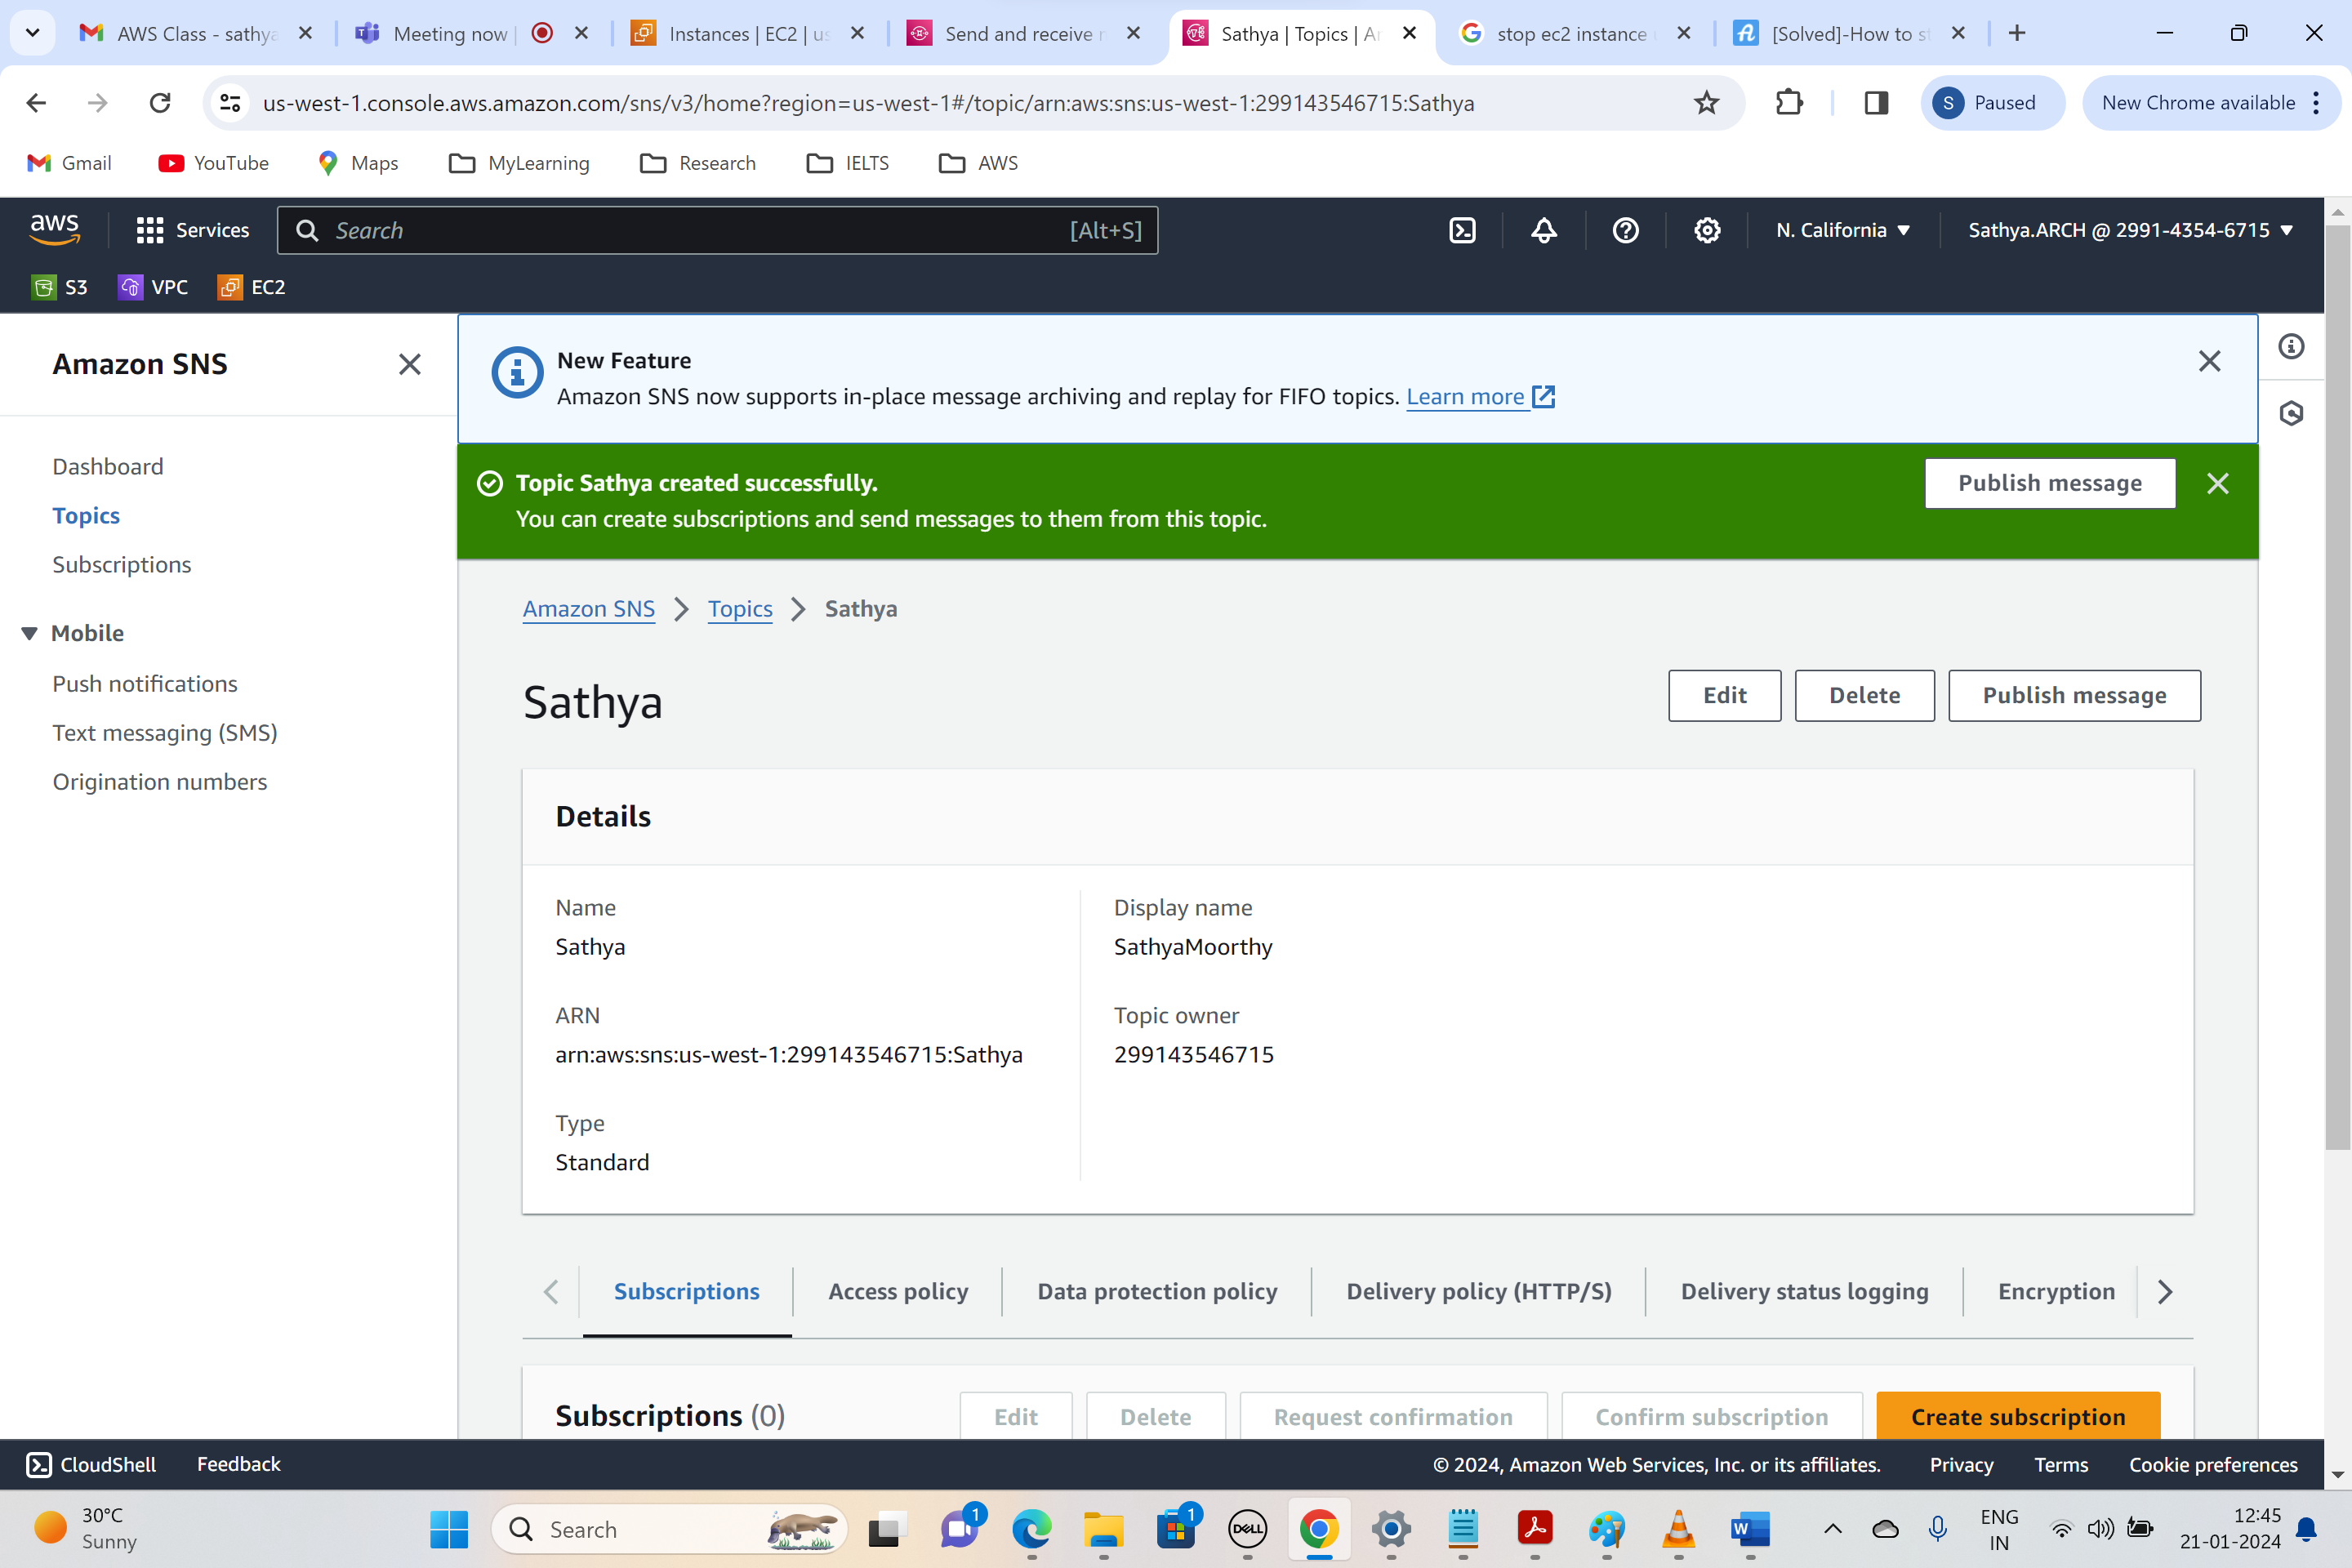 AWS Class - sathya
Meeting now
Instances | EC2 | us
Send and receive m
Sathya | Topics | A
stop ec2 instance
[Solved]-How to s
us-west-1.console.aws.amazon.com/sns/v3/home?region=us-west-1#/topic/arn:aws:sns:us-west-1:299143546715:Sathya
S Paused
New Chrome available
Gmail
YouTube
Maps
MyLearning
Research
IELTS
AWS
aws
Services
Search
[Alt+S]
N. California
Sathya.ARCH @ 2991-4354-6715
S3
VPC
EC2
Amazon SNS
Dashboard
Topics
Subscriptions
Mobile
Push notifications
Text messaging (SMS)
Origination numbers
New Feature
Amazon SNS now supports in-place message archiving and replay for FIFO topics. Learn more
Topic Sathya created successfully.
You can create subscriptions and send messages to them from this topic.
Publish message
Amazon SNS > Topics > Sathya
Sathya
Edit
Delete
Publish message
Details
Name
Sathya
ARN
arn:aws:sns:us-west-1:299143546715:Sathya
Type
Standard
Display name
SathyaMoorthy
Topic owner
299143546715
Subscriptions
Access policy
Data protection policy
Delivery policy (HTTP/S)
Delivery status logging
Encryption
Subscriptions (0)
Edit
Delete
Request confirmation
Confirm subscription
Create subscription
CloudShell
Feedback
© 2024, Amazon Web Services, Inc. or its affiliates.
Privacy
Terms
Cookie preferences
30°C
Sunny
Search
1
1
DELL
W
ENG
IN
12:45
21-01-2024